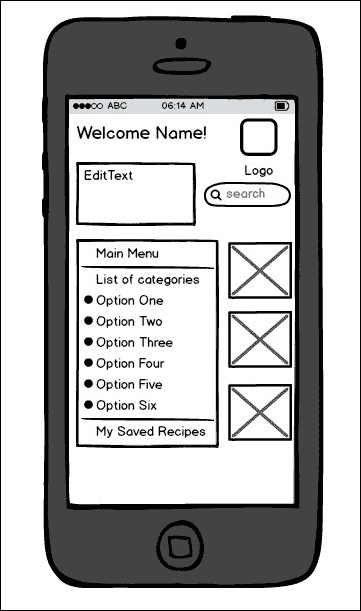 ABC 06:14 AM
Welcome Name!
Logo
EditText
search
Main Menu
List of categories
Option One
Option Two
Option Three
Option Four
Option Five
Option Six
My Saved Recipes